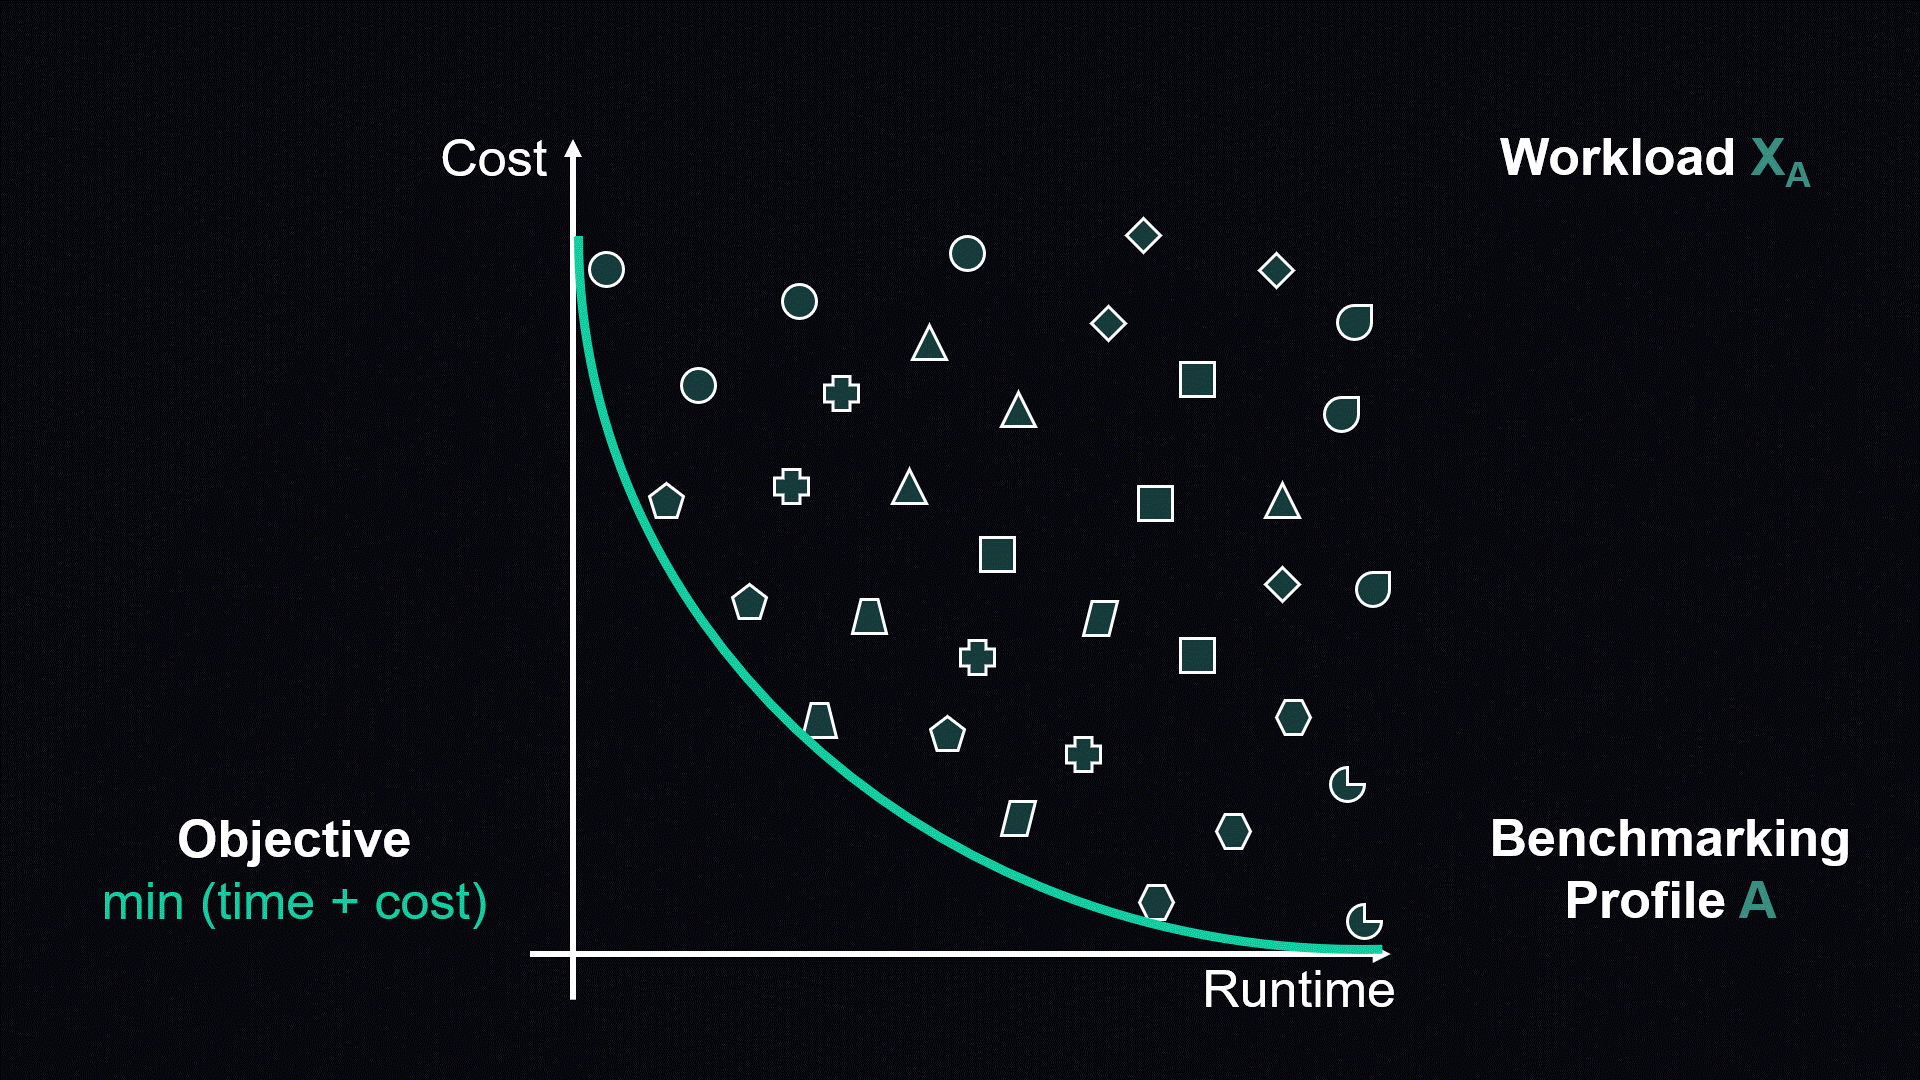 Cost
Workload XA
Objective
min (time + cost)
Benchmarking
Profile A
Runtime